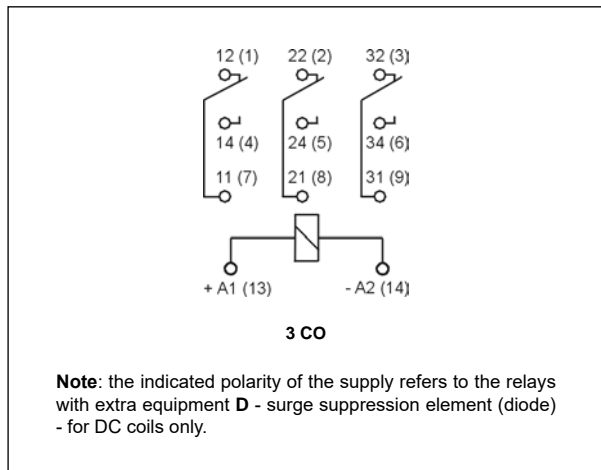 12 (1) 22 (2) 32 (3)
14 (4) 24 (5) 34 (6)
11 (7) 21 (8) 31 (9)
+ A1 (13) - A2 (14)
3 CO
Note: the indicated polarity of the supply refers to the relays
with extra equipment D - surge suppression element (diode)
- for DC coils only.